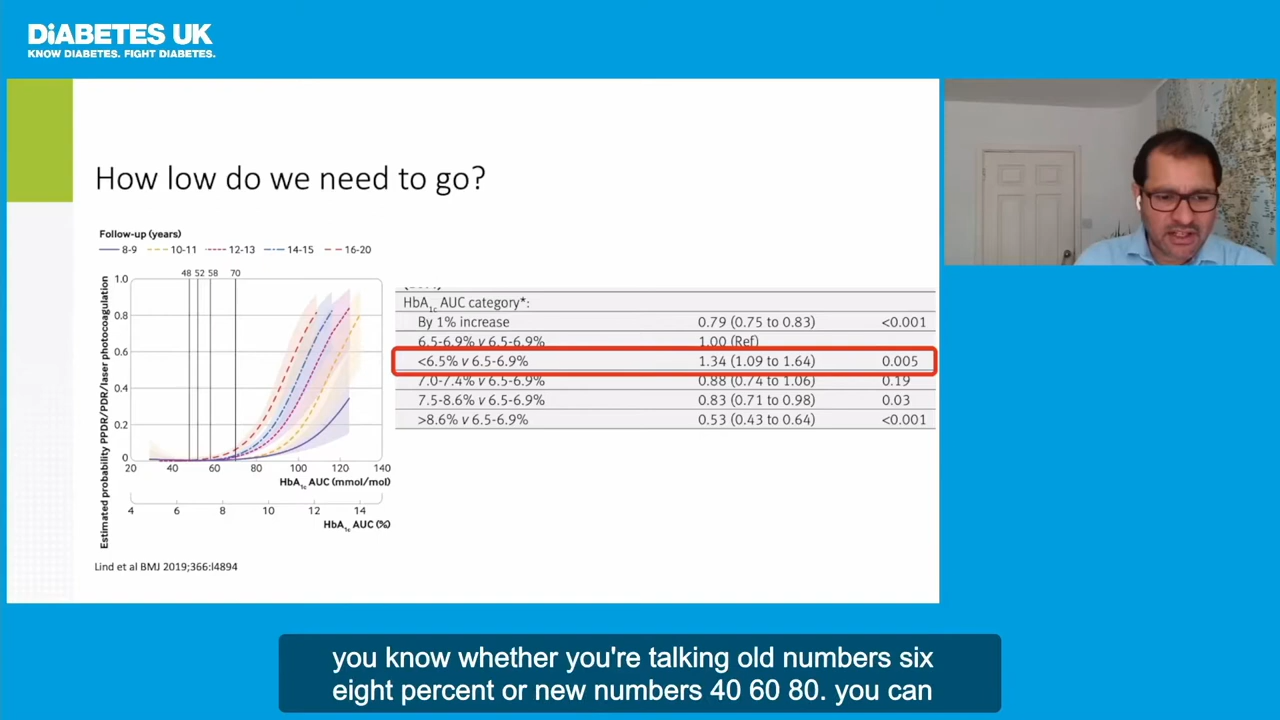 DiABETES UK
KNOW DIABETES. FIGHT DIABETES.
How low do we need to go?
Follow-up (years)
8-9 10-11 12-13 14-15 16-20
48 52 58 70
Estimated probability PPDR/PDR/laser photocoagulation
1.0
0.8
0.6
0.4
0.2
0
20 40 60 80 100 120 140
HbA1c AUC (mmol/mol)
4 6 8 10 12 14
HbA1c AUC (%)
HbA1c AUC category*:
By 1% increase 0.79 (0.75 to 0.83) <0.001
6.5-6.9% v 6.5-6.9% 1.00 (Ref)
<6.5% v 6.5-6.9% 1.34 (1.09 to 1.64) 0.005
7.0-7.4% v 6.5-6.9% 0.88 (0.74 to 1.06) 0.19
7.5-8.6% v 6.5-6.9% 0.83 (0.71 to 0.98) 0.03
>8.6% v 6.5-6.9% 0.53 (0.43 to 0.64) <0.001
Lind et al BMJ 2019;366:l4894
you know whether you're talking old numbers six
eight percent or new numbers 40 60 80. you can